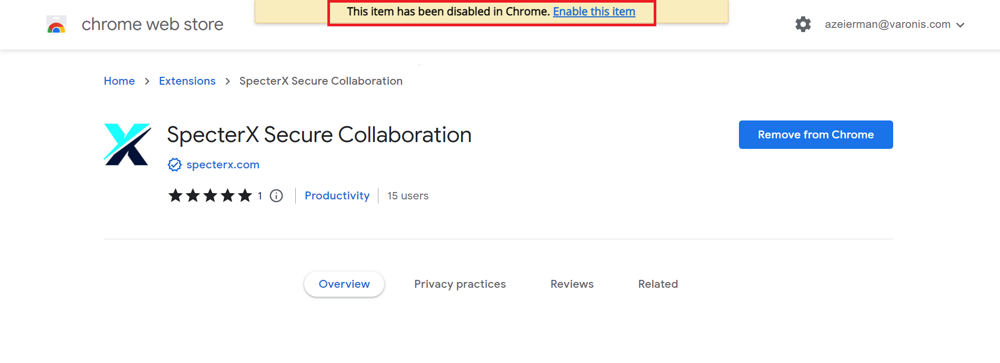 This item has been disabled in Chrome. Enable this item
chrome web store
azeierman@varonis.com
Home > Extensions > SpecterX Secure Collaboration
SpecterX Secure Collaboration
Remove from Chrome
specterx.com
1 Productivity 15 users
Overview Privacy practices Reviews Related